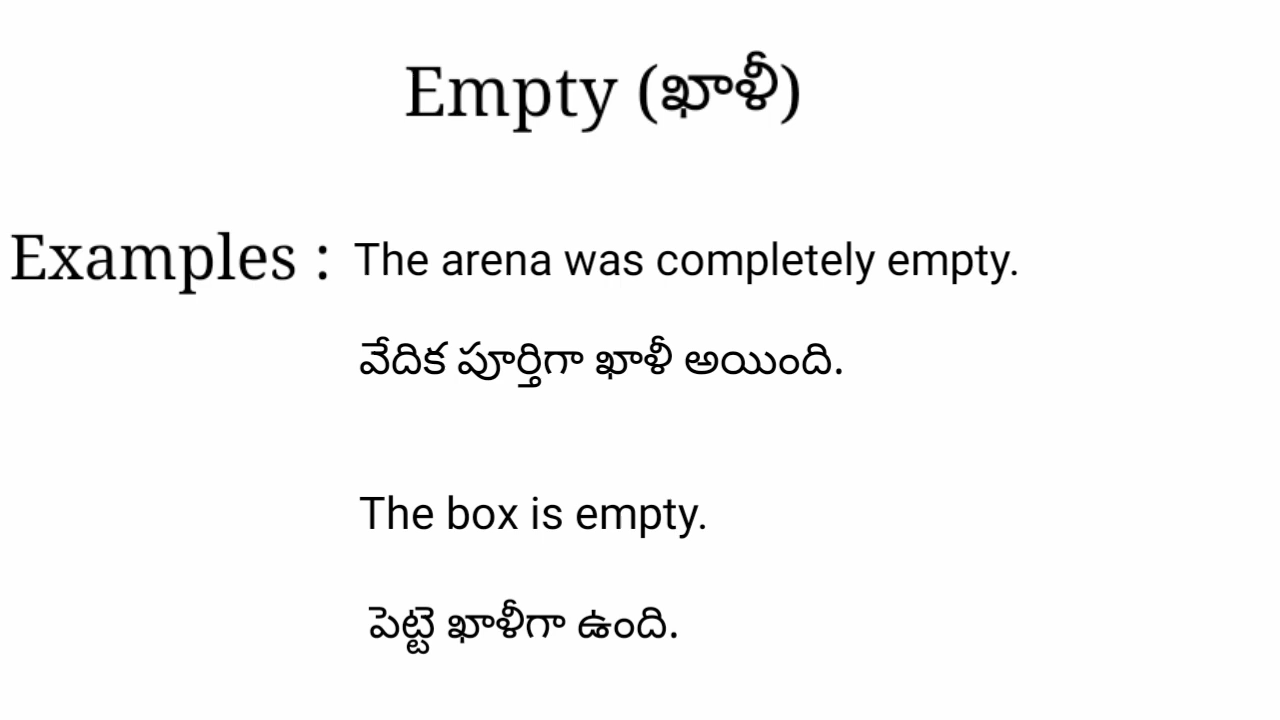 Empty (ఖాళీ)
Examples : The arena was completely empty.
వేదిక పూర్తిగా ఖాళీ అయింది.
The box is empty.
పెట్టె ఖాళీగా ఉంది.